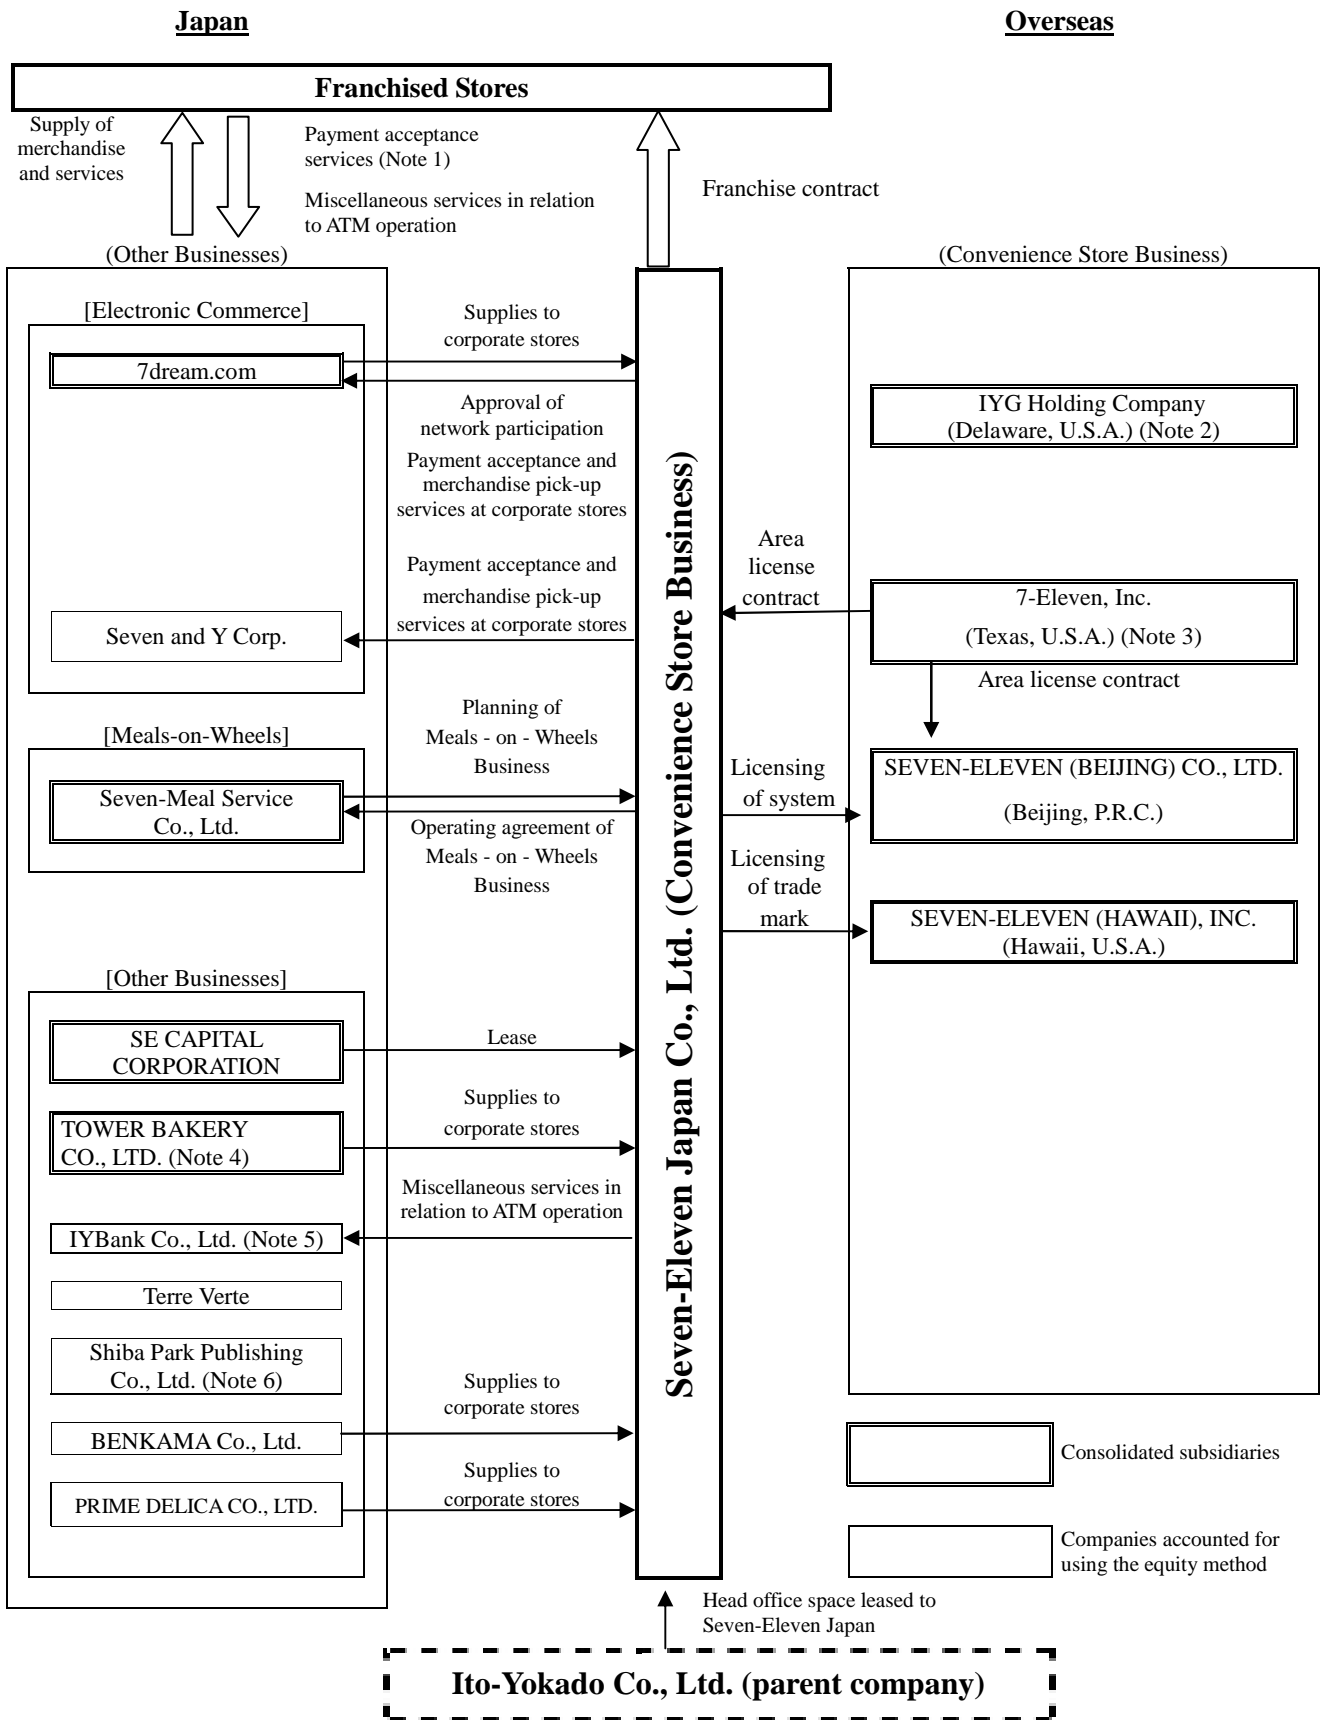 Japan
Overseas
Franchised Stores
Supply of
merchandise
and services
Payment acceptance
services (Note 1)
Miscellaneous services in relation
to ATM operation
Franchise contract
(Other Businesses)
(Convenience Store Business)
[Electronic Commerce]
7dream.com
Supplies to
corporate stores
Approval of
network participation
Payment acceptance and
merchandise pick-up
services at corporate stores
Payment acceptance and
merchandise pick-up
services at corporate stores
Seven and Y Corp.
[Meals-on-Wheels]
Seven-Meal Service
Co., Ltd.
Planning of
Meals - on - Wheels
Business
Operating agreement of
Meals - on - Wheels
Business
[Other Businesses]
SE CAPITAL
CORPORATION
Lease
TOWER BAKERY
CO., LTD. (Note 4)
Supplies to
corporate stores
Miscellaneous services in
relation to ATM operation
IYBank Co., Ltd. (Note 5)
Terre Verte
Shiba Park Publishing
Co., Ltd. (Note 6)
BENKAMA Co., Ltd.
Supplies to
corporate stores
PRIME DELICA CO., LTD.
Supplies to
corporate stores
Seven-Eleven Japan Co., Ltd. (Convenience Store Business)
IYG Holding Company
(Delaware, U.S.A.) (Note 2)
Area
license
contract
7-Eleven, Inc.
(Texas, U.S.A.) (Note 3)
Area license contract
Licensing
of system
SEVEN-ELEVEN (BEIJING) CO., LTD.
(Beijing, P.R.C.)
Licensing
of trade
mark
SEVEN-ELEVEN (HAWAII), INC.
(Hawaii, U.S.A.)
Consolidated subsidiaries
Companies accounted for
using the equity method
Head office space leased to
Seven-Eleven Japan
Ito-Yokado Co., Ltd. (parent company)